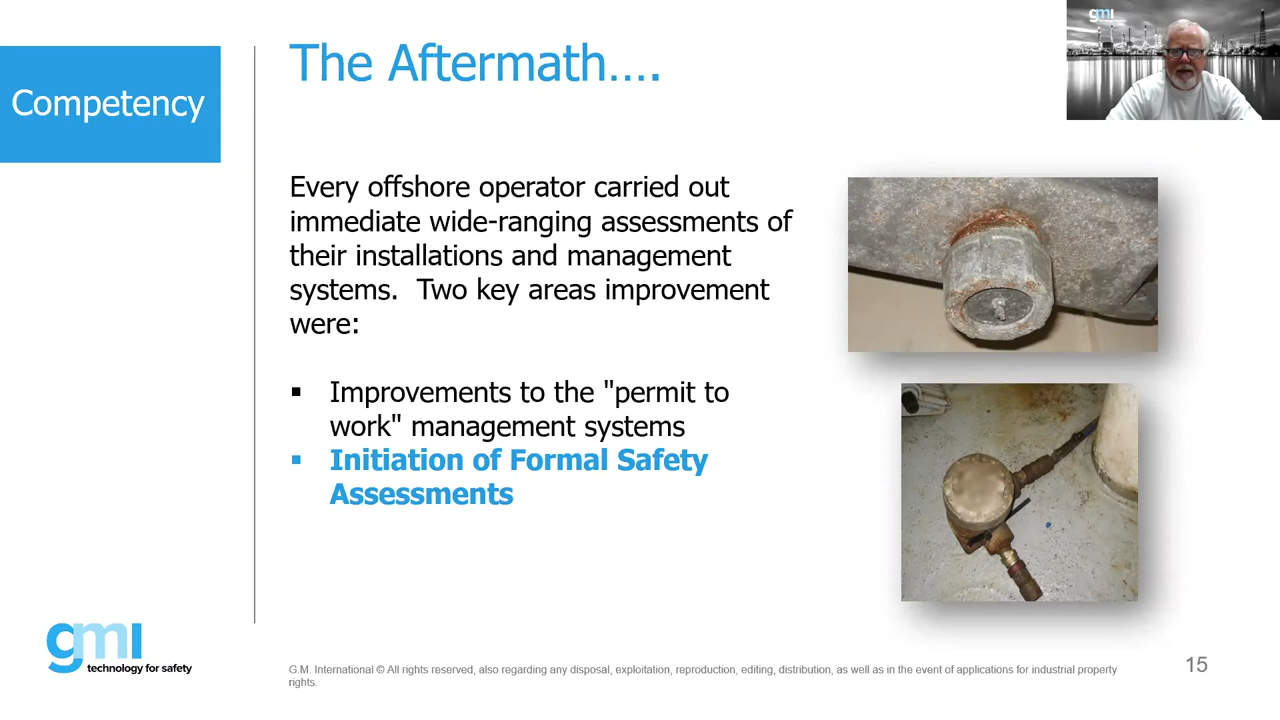 Competency
The Aftermath....
gmi
Every offshore operator carried out
immediate wide-ranging assessments of
their installations and management
systems.  Two key areas improvement
were:
▪ Improvements to the "permit to
work" management systems
▪ Initiation of Formal Safety
Assessments
gmi
technology for safety
G.M. International © All rights reserved, also regarding any disposal, exploitation, reproduction, editing, distribution, as well as in the event of applications for industrial property
rights.
15